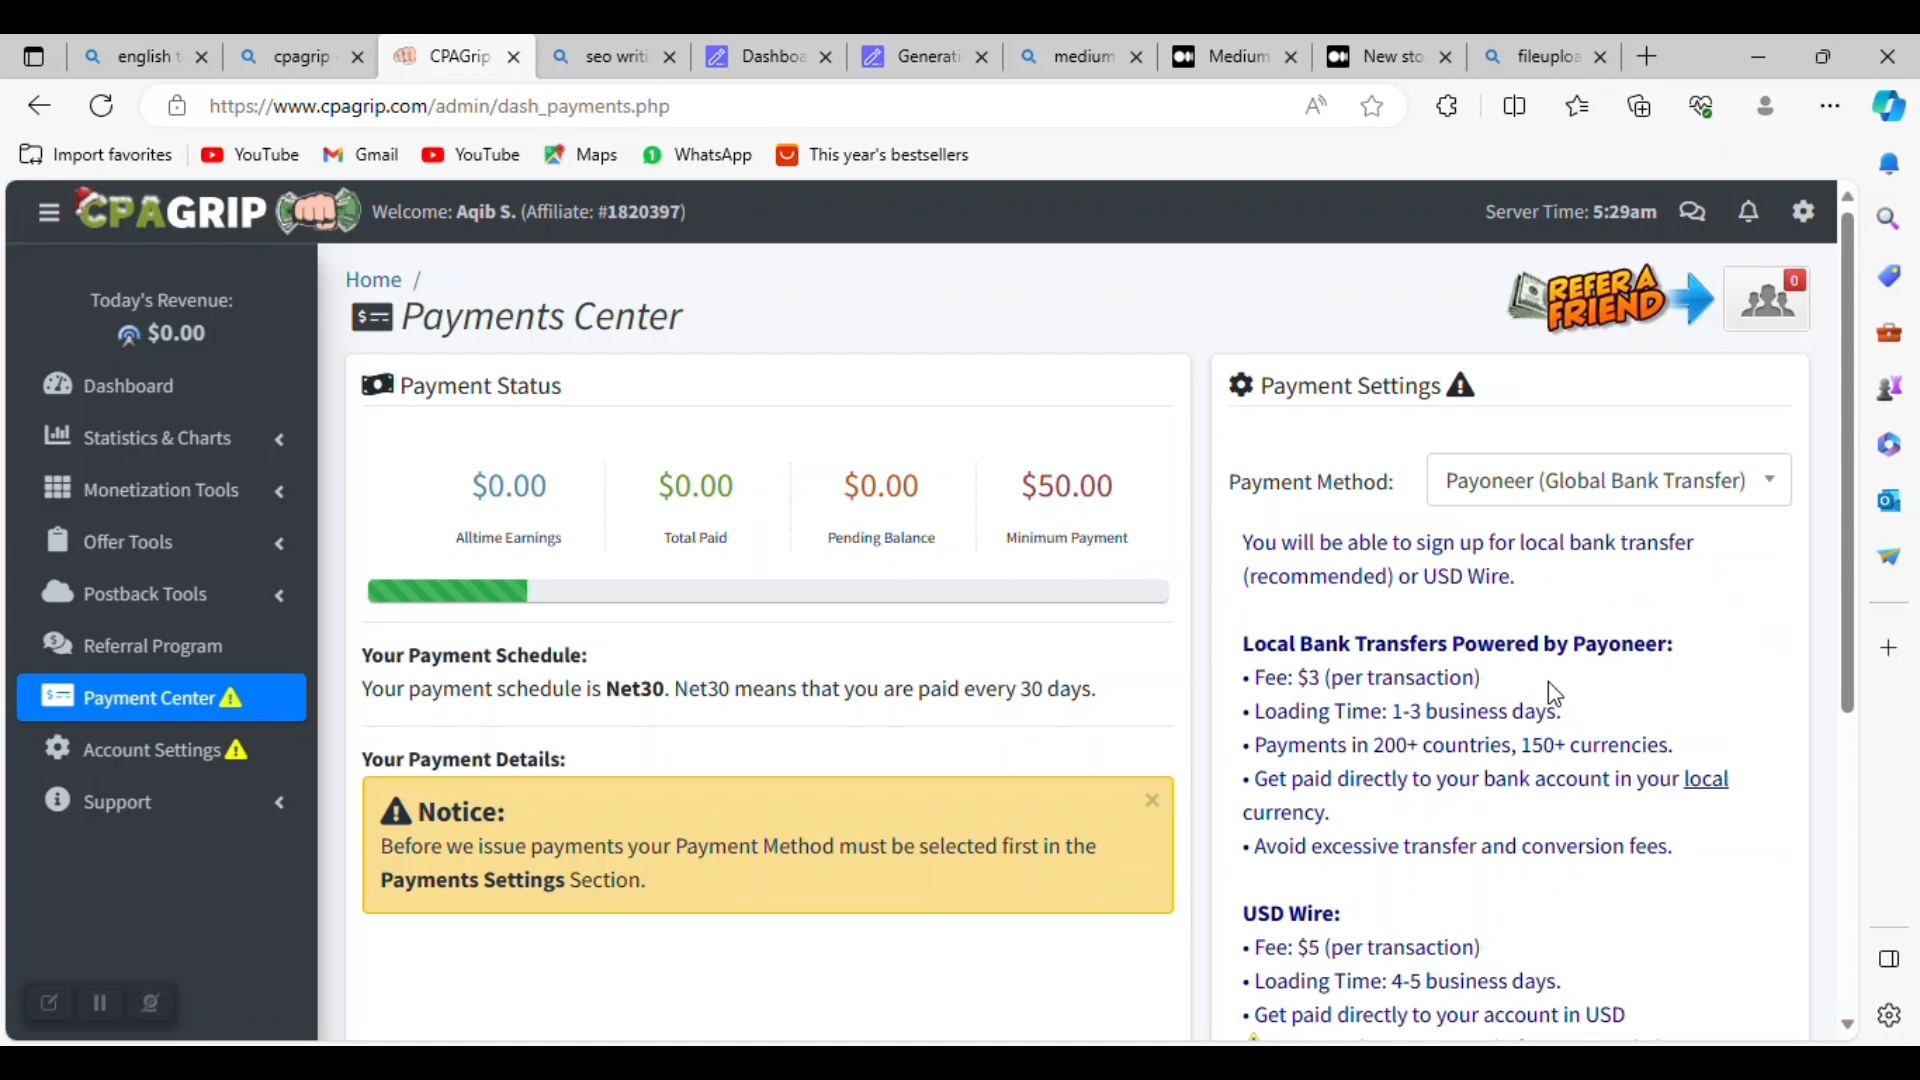 english t
cpagrip
CPAGrip
seo writi
Dashboa
Generati
medium
Medium
New sto
fileuploa
https://www.cpagrip.com/admin/dash_payments.php
Import favorites
YouTube
Gmail
YouTube
Maps
WhatsApp
This year's bestsellers
CPAGRIP
Welcome: Aqib S. (Affiliate: #1820397)
Server Time: 5:29am
Today's Revenue:
$0.00
Dashboard
Statistics & Charts
Monetization Tools
Offer Tools
Postback Tools
Referral Program
Payment Center
Account Settings
Support
Home /
Payments Center
REFER A
FRIEND
0
Payment Status
$0.00
Alltime Earnings
$0.00
Total Paid
$0.00
Pending Balance
$50.00
Minimum Payment
Your Payment Schedule:
Your payment schedule is Net30. Net30 means that you are paid every 30 days.
Your Payment Details:
Notice:
Before we issue payments your Payment Method must be selected first in the
Payments Settings Section.
Payment Settings
Payment Method:
Payoneer (Global Bank Transfer)
You will be able to sign up for local bank transfer
(recommended) or USD Wire.
Local Bank Transfers Powered by Payoneer:
• Fee: $3 (per transaction)
• Loading Time: 1-3 business days.
• Payments in 200+ countries, 150+ currencies.
• Get paid directly to your bank account in your local
currency.
• Avoid excessive transfer and conversion fees.
USD Wire:
• Fee: $5 (per transaction)
• Loading Time: 4-5 business days.
• Get paid directly to your account in USD